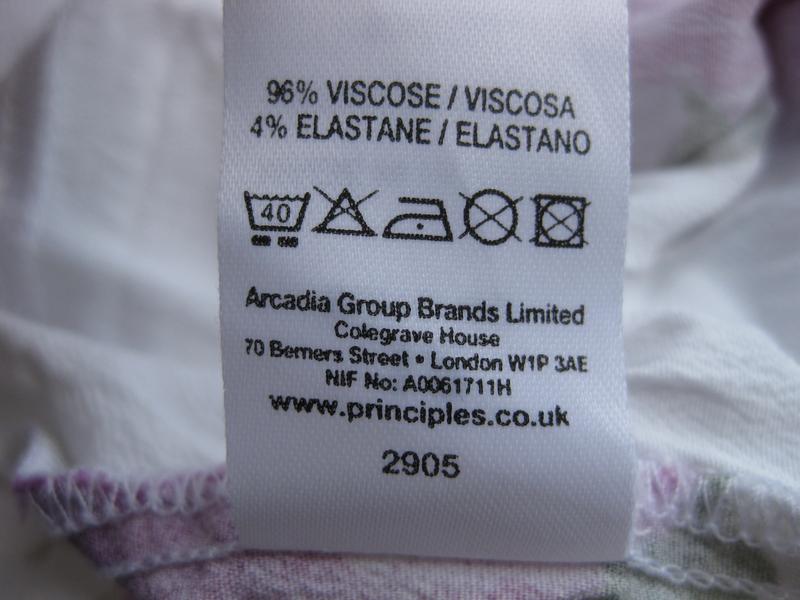 96% VISCOSE / VISCOSA
4% ELASTANE / ELASTANO
40
Arcadia Group Brands Limited
Colegrave House
70 Berners Street • London W1P 3AE
NIF No: A0061711H
www.principles.co.uk
2905